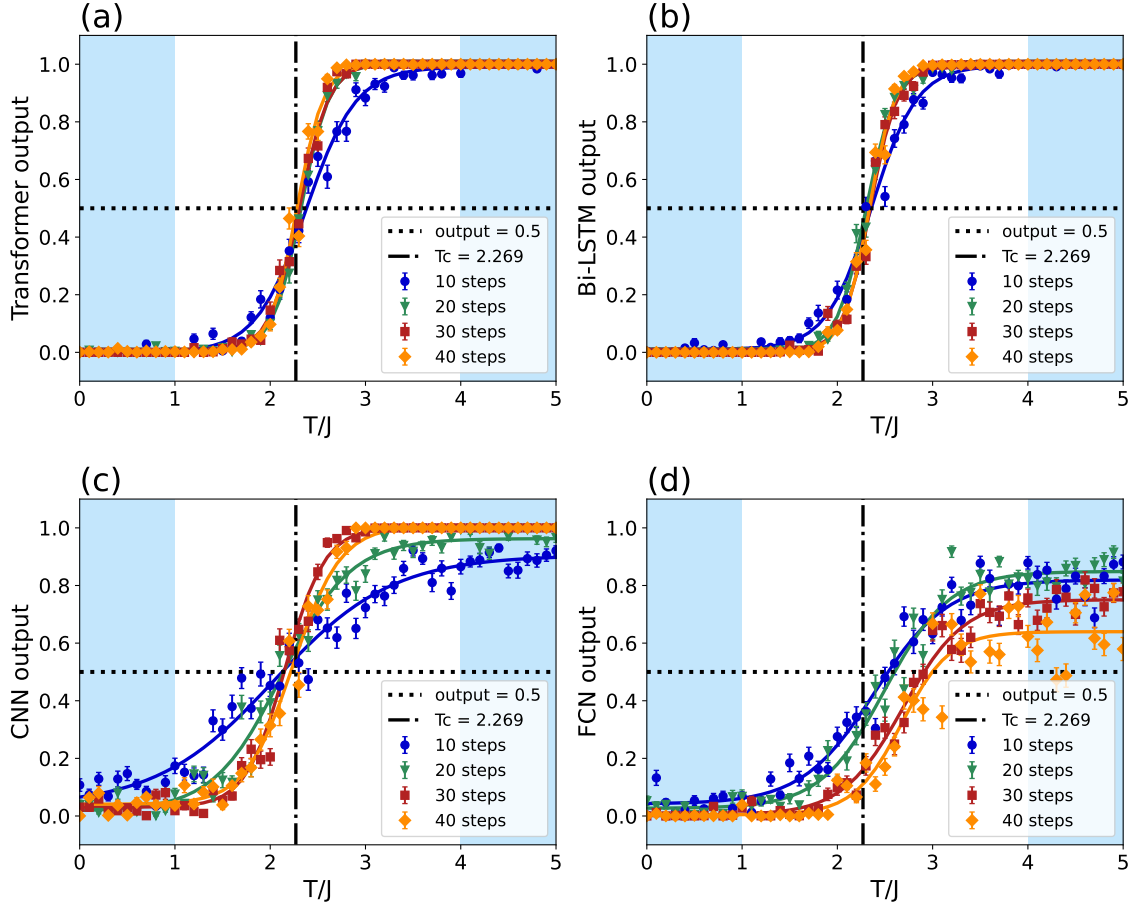 (a)
Transformer output
1.0
0.8
0.6
0.4
0.2
0.0
output = 0.5
Tc = 2.269
10 steps
20 steps
30 steps
40 steps
0 1 2 3 4 5
T/J
(b)
Bi-LSTM output
1.0
0.8
0.6
0.4
0.2
0.0
output = 0.5
Tc = 2.269
10 steps
20 steps
30 steps
40 steps
0 1 2 3 4 5
T/J
(c)
CNN output
1.0
0.8
0.6
0.4
0.2
0.0
output = 0.5
Tc = 2.269
10 steps
20 steps
30 steps
40 steps
0 1 2 3 4 5
T/J
(d)
FCN output
1.0
0.8
0.6
0.4
0.2
0.0
output = 0.5
Tc = 2.269
10 steps
20 steps
30 steps
40 steps
0 1 2 3 4 5
T/J